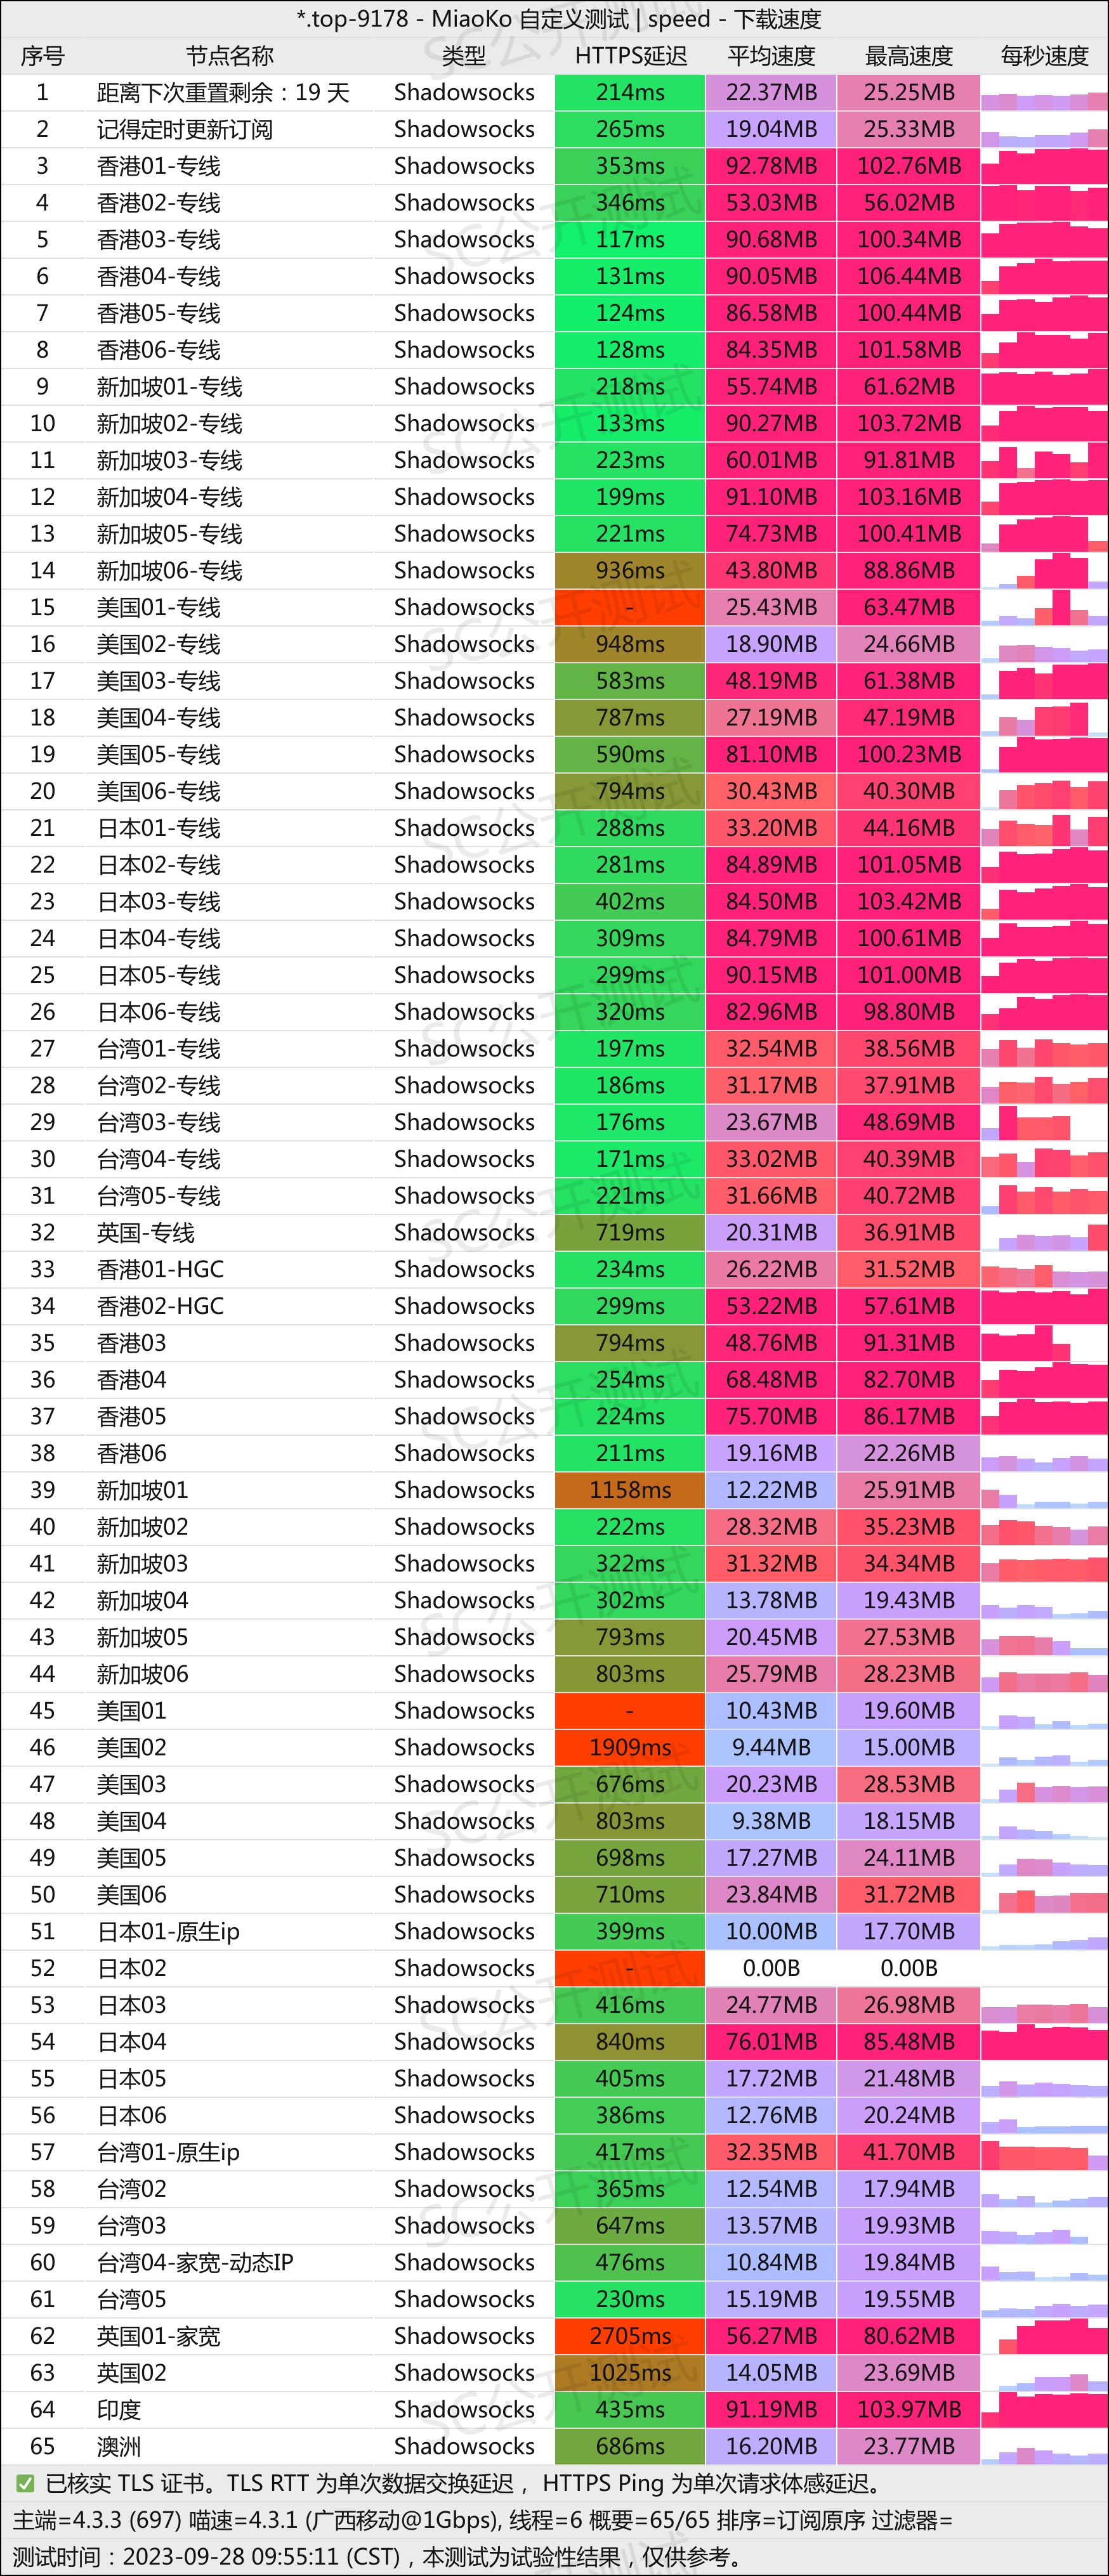 *.top-9178 - MiaoKo 自定义测试 | speed - 下载速度
序号 节点名称 类型 HTTPS延迟 平均速度 最高速度 每秒速度
1 距离下次重置剩余：19 天 Shadowsocks 214ms 22.37MB 25.25MB
2 记得定时更新订阅 Shadowsocks 265ms 19.04MB 25.33MB
3 香港01-专线 Shadowsocks 353ms 92.78MB 102.76MB
4 香港02-专线 Shadowsocks 346ms 53.03MB 56.02MB
5 香港03-专线 Shadowsocks 117ms 90.68MB 100.34MB
6 香港04-专线 Shadowsocks 131ms 90.05MB 106.44MB
7 香港05-专线 Shadowsocks 124ms 86.58MB 100.44MB
8 香港06-专线 Shadowsocks 128ms 84.35MB 101.58MB
9 新加坡01-专线 Shadowsocks 218ms 55.74MB 61.62MB
10 新加坡02-专线 Shadowsocks 133ms 90.27MB 103.72MB
11 新加坡03-专线 Shadowsocks 223ms 60.01MB 91.81MB
12 新加坡04-专线 Shadowsocks 199ms 91.10MB 103.16MB
13 新加坡05-专线 Shadowsocks 221ms 74.73MB 100.41MB
14 新加坡06-专线 Shadowsocks 936ms 43.80MB 88.86MB
15 美国01-专线 Shadowsocks - 25.43MB 63.47MB
16 美国02-专线 Shadowsocks 948ms 18.90MB 24.66MB
17 美国03-专线 Shadowsocks 583ms 48.19MB 61.38MB
18 美国04-专线 Shadowsocks 787ms 27.19MB 47.19MB
19 美国05-专线 Shadowsocks 590ms 81.10MB 100.23MB
20 美国06-专线 Shadowsocks 794ms 30.43MB 40.30MB
21 日本01-专线 Shadowsocks 288ms 33.20MB 44.16MB
22 日本02-专线 Shadowsocks 281ms 84.89MB 101.05MB
23 日本03-专线 Shadowsocks 402ms 84.50MB 103.42MB
24 日本04-专线 Shadowsocks 309ms 84.79MB 100.61MB
25 日本05-专线 Shadowsocks 299ms 90.15MB 101.00MB
26 日本06-专线 Shadowsocks 320ms 82.96MB 98.80MB
27 台湾01-专线 Shadowsocks 197ms 32.54MB 38.56MB
28 台湾02-专线 Shadowsocks 186ms 31.17MB 37.91MB
29 台湾03-专线 Shadowsocks 176ms 23.67MB 48.69MB
30 台湾04-专线 Shadowsocks 171ms 33.02MB 40.39MB
31 台湾05-专线 Shadowsocks 221ms 31.66MB 40.72MB
32 英国-专线 Shadowsocks 719ms 20.31MB 36.91MB
33 香港01-HGC Shadowsocks 234ms 26.22MB 31.52MB
34 香港02-HGC Shadowsocks 299ms 53.22MB 57.61MB
35 香港03 Shadowsocks 794ms 48.76MB 91.31MB
36 香港04 Shadowsocks 254ms 68.48MB 82.70MB
37 香港05 Shadowsocks 224ms 75.70MB 86.17MB
38 香港06 Shadowsocks 211ms 19.16MB 22.26MB
39 新加坡01 Shadowsocks 1158ms 12.22MB 25.91MB
40 新加坡02 Shadowsocks 222ms 28.32MB 35.23MB
41 新加坡03 Shadowsocks 322ms 31.32MB 34.34MB
42 新加坡04 Shadowsocks 302ms 13.78MB 19.43MB
43 新加坡05 Shadowsocks 793ms 20.45MB 27.53MB
44 新加坡06 Shadowsocks 803ms 25.79MB 28.23MB
45 美国01 Shadowsocks - 10.43MB 19.60MB
46 美国02 Shadowsocks 1909ms 9.44MB 15.00MB
47 美国03 Shadowsocks 676ms 20.23MB 28.53MB
48 美国04 Shadowsocks 803ms 9.38MB 18.15MB
49 美国05 Shadowsocks 698ms 17.27MB 24.11MB
50 美国06 Shadowsocks 710ms 23.84MB 31.72MB
51 日本01-原生ip Shadowsocks 399ms 10.00MB 17.70MB
52 日本02 Shadowsocks - 0.00B 0.00B
53 日本03 Shadowsocks 416ms 24.77MB 26.98MB
54 日本04 Shadowsocks 840ms 76.01MB 85.48MB
55 日本05 Shadowsocks 405ms 17.72MB 21.48MB
56 日本06 Shadowsocks 386ms 12.76MB 20.24MB
57 台湾01-原生ip Shadowsocks 417ms 32.35MB 41.70MB
58 台湾02 Shadowsocks 365ms 12.54MB 17.94MB
59 台湾03 Shadowsocks 647ms 13.57MB 19.93MB
60 台湾04-家宽-动态IP Shadowsocks 476ms 10.84MB 19.84MB
61 台湾05 Shadowsocks 230ms 15.19MB 19.55MB
62 英国01-家宽 Shadowsocks 2705ms 56.27MB 80.62MB
63 英国02 Shadowsocks 1025ms 14.05MB 23.69MB
64 印度 Shadowsocks 435ms 91.19MB 103.97MB
65 澳洲 Shadowsocks 686ms 16.20MB 23.77MB
已核实 TLS 证书。TLS RTT 为单次数据交换延迟， HTTPS Ping 为单次请求体感延迟。
主端=4.3.3 (697) 喵速=4.3.1 (广西移动@1Gbps), 线程=6 概要=65/65 排序=订阅原序 过滤器=
测试时间：2023-09-28 09:55:11 (CST)，本测试为试验性结果，仅供参考。
SC公开测试